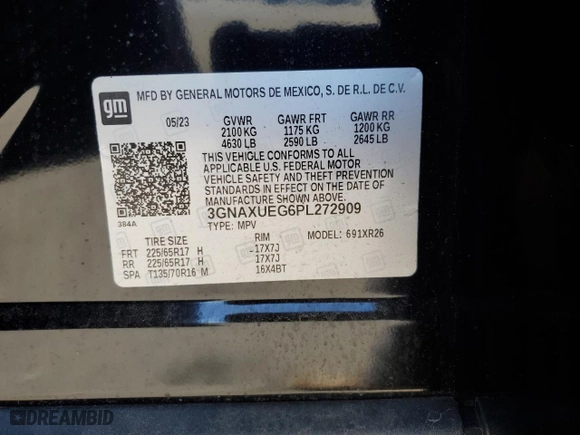 gm
MFD BY GENERAL MOTORS DE MEXICO, S. DE R.L. DE C.V.
05/23 GVWR GAWR FRT GAWR RR
2100 KG 1175 KG 1200 KG
4630 LB 2590 LB 2645 LB
THIS VEHICLE CONFORMS TO ALL
APPLICABLE U.S. FEDERAL MOTOR
VEHICLE SAFETY AND THEFT PREVENTION
STANDARDS IN EFFECT ON THE DATE OF
MANUFACTURE SHOWN ABOVE.
3GNAXUEG6PL272909
384A
TYPE: MPV MODEL: 691XR26
TIRE SIZE RIM
FRT 225/65R17 H 17X7J
RR 225/65R17 H 17X7J
SPA T135/70R16 M 16X4BT
DREAMBID